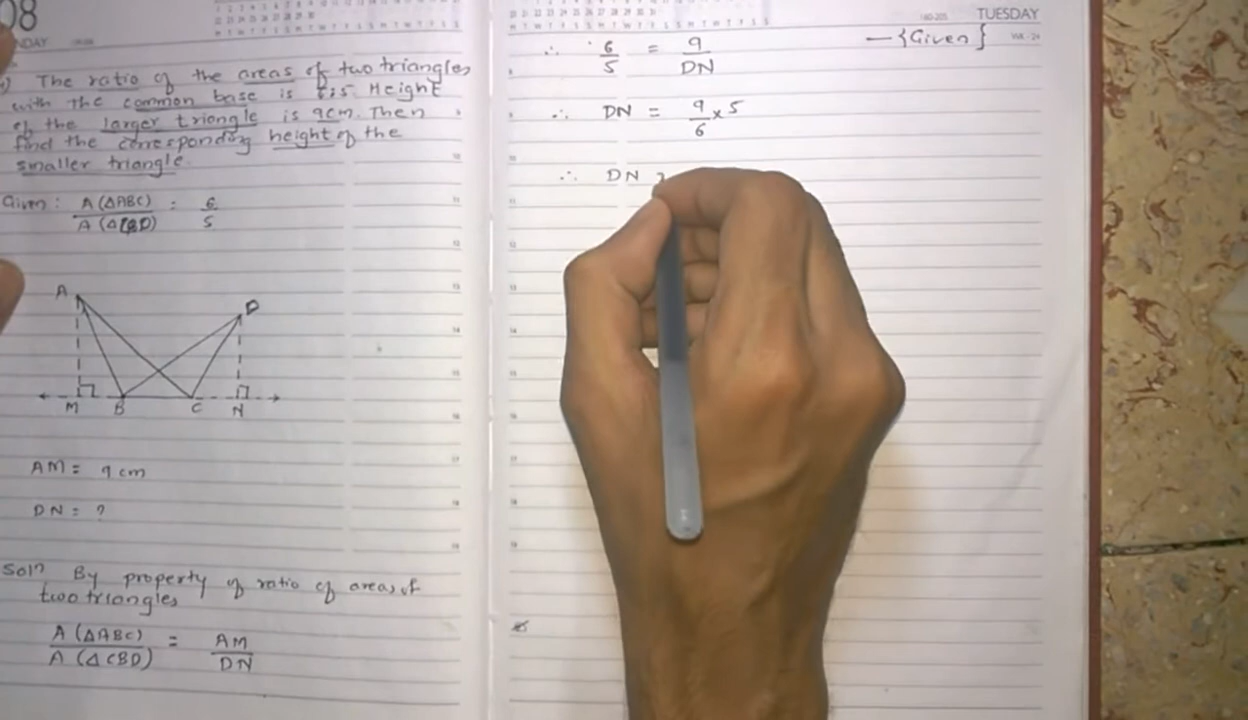 08
The ratio of the areas of two triangles
with the common base is 6:5. Height
of the larger triangle is 9cm. Then
find the corresponding height of the
smaller triangle.
Given : A (∆ABC) / A (∆CBD) = 6 / 5
A
D
M B C N
AM = 9 cm
DN = ?
Solⁿ By property of ratio of areas of
two triangles
A (∆ABC) / A (∆CBD) = AM / DN
TUESDAY
∴ 6 / 5 = 9 / DN — {Given}
∴ DN = 9 / 6 × 5
∴ DN